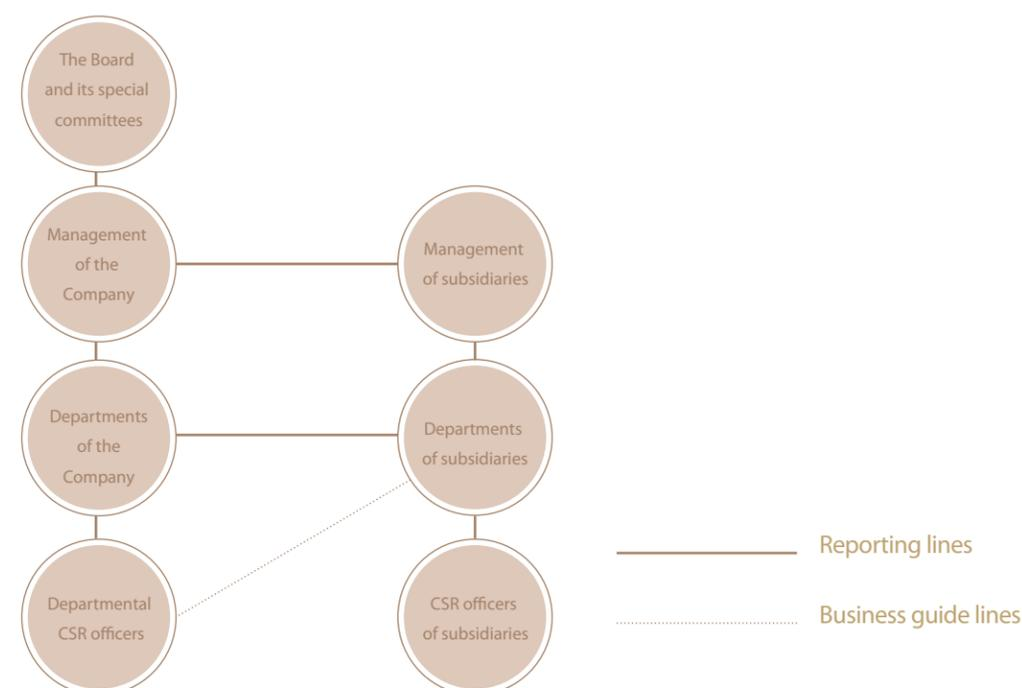 The Board
and its special
committees
Management
of the
Company
Management
of subsidiaries
Departments
of the
Company
Departments
of subsidiaries
Departmental
CSR officers
CSR officers
of subsidiaries
Reporting lines
Business guide lines